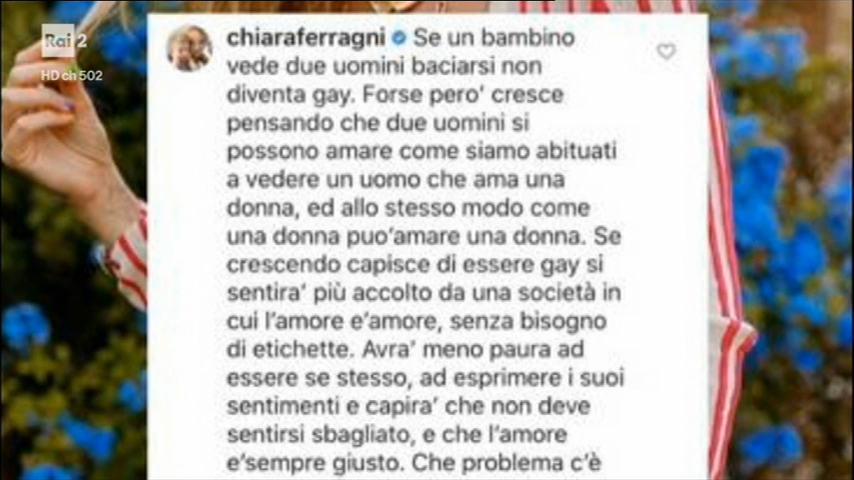 Rai 2
HD ch 502
chiaraferragni Se un bambino
vede due uomini baciarsi non
diventa gay. Forse pero' cresce
pensando che due uomini si
possono amare come siamo abituati
a vedere un uomo che ama una
donna, ed allo stesso modo come
una donna puo'amare una donna. Se
crescendo capisce di essere gay si
sentira' più accolto da una società in
cui l'amore e'amore, senza bisogno
di etichette. Avra' meno paura ad
essere se stesso, ad esprimere i suoi
sentimenti e capira' che non deve
sentirsi sbagliato, e che l'amore
e'sempre giusto. Che problema c'è